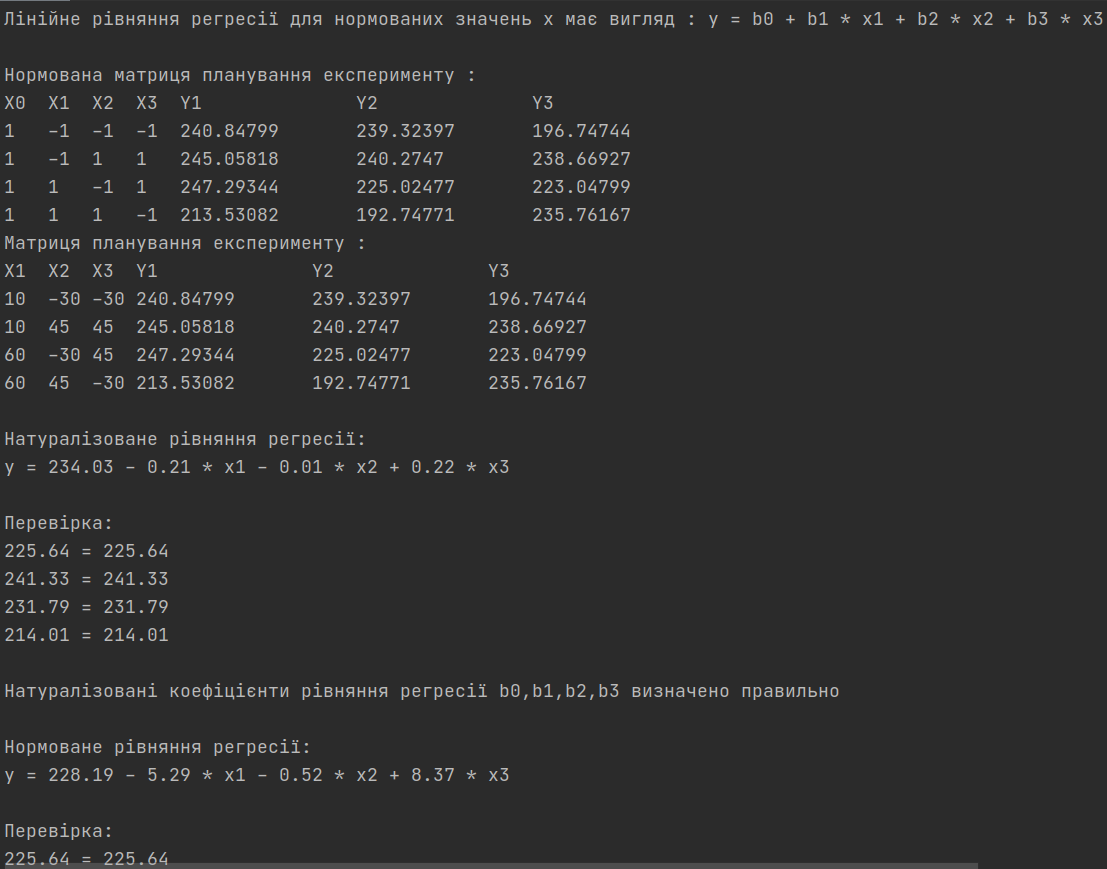 Лінійне рівняння регресії для нормованих значень x має вигляд : y = b0 + b1 * x1 + b2 * x2 + b3 * x3
Нормована матриця планування експерименту :
X0 X1 X2 X3 Y1 Y2 Y3
1 -1 -1 -1 240.84799 239.32397 196.74744
1 -1 1 1 245.05818 240.2747 238.66927
1 1 -1 1 247.29344 225.02477 223.04799
1 1 1 -1 213.53082 192.74771 235.76167
Матриця планування експерименту :
X1 X2 X3 Y1 Y2 Y3
10 -30 -30 240.84799 239.32397 196.74744
10 45 45 245.05818 240.2747 238.66927
60 -30 45 247.29344 225.02477 223.04799
60 45 -30 213.53082 192.74771 235.76167
Натуралізоване рівняння регресії:
y = 234.03 - 0.21 * x1 - 0.01 * x2 + 0.22 * x3
Перевірка:
225.64 = 225.64
241.33 = 241.33
231.79 = 231.79
214.01 = 214.01
Натуралізовані коефіцієнти рівняння регресії b0,b1,b2,b3 визначено правильно
Нормоване рівняння регресії:
y = 228.19 - 5.29 * x1 - 0.52 * x2 + 8.37 * x3
Перевірка:
225.64 = 225.64